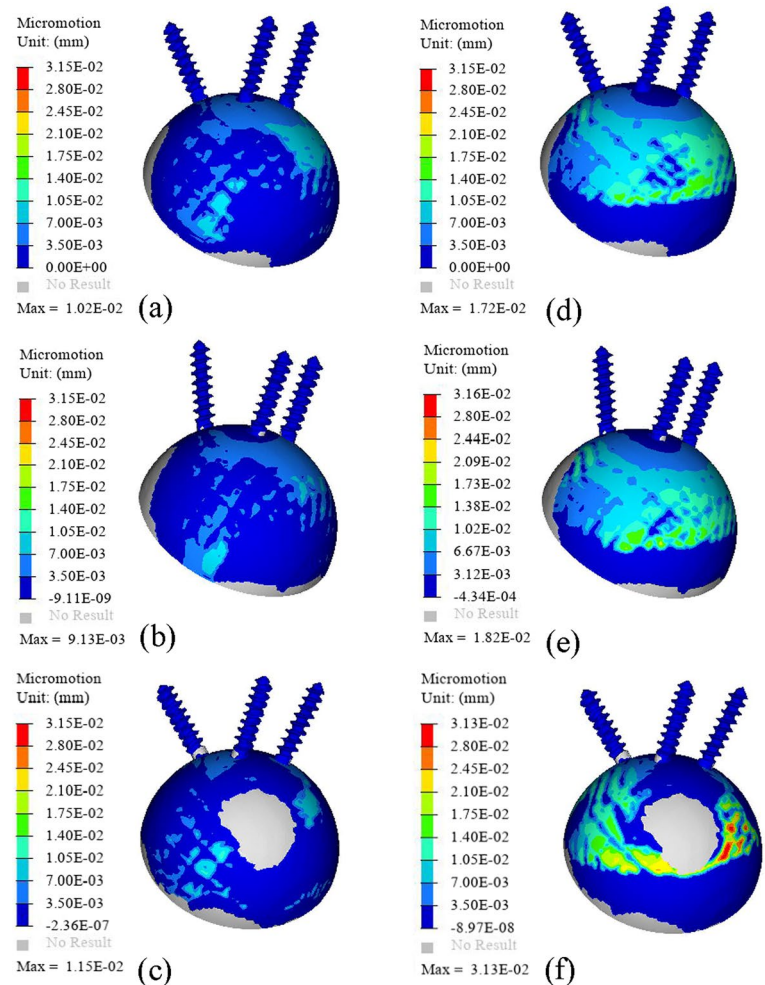 Micromotion
Unit: (mm)
3.15E-02
2.80E-02
2.45E-02
2.10E-02
1.75E-02
1.40E-02
1.05E-02
7.00E-03
3.50E-03
0.00E+00
No Result
Max = 1.02E-02
(a)
Micromotion
Unit: (mm)
3.15E-02
2.80E-02
2.45E-02
2.10E-02
1.75E-02
1.40E-02
1.05E-02
7.00E-03
3.50E-03
0.00E+00
No Result
Max = 1.72E-02
(d)
Micromotion
Unit: (mm)
3.15E-02
2.80E-02
2.45E-02
2.10E-02
1.75E-02
1.40E-02
1.05E-02
7.00E-03
3.50E-03
-9.11E-09
No Result
Max = 9.13E-03
(b)
Micromotion
Unit: (mm)
3.16E-02
2.80E-02
2.44E-02
2.09E-02
1.73E-02
1.38E-02
1.02E-02
6.67E-03
3.12E-03
-4.34E-04
No Result
Max = 1.82E-02
(e)
Micromotion
Unit: (mm)
3.15E-02
2.80E-02
2.45E-02
2.10E-02
1.75E-02
1.40E-02
1.05E-02
7.00E-03
3.50E-03
-2.36E-07
No Result
Max = 1.15E-02
(c)
Micromotion
Unit: (mm)
3.13E-02
2.80E-02
2.45E-02
2.10E-02
1.75E-02
1.40E-02
1.05E-02
7.00E-03
3.50E-03
-8.97E-08
No Result
Max = 3.13E-02
(f)